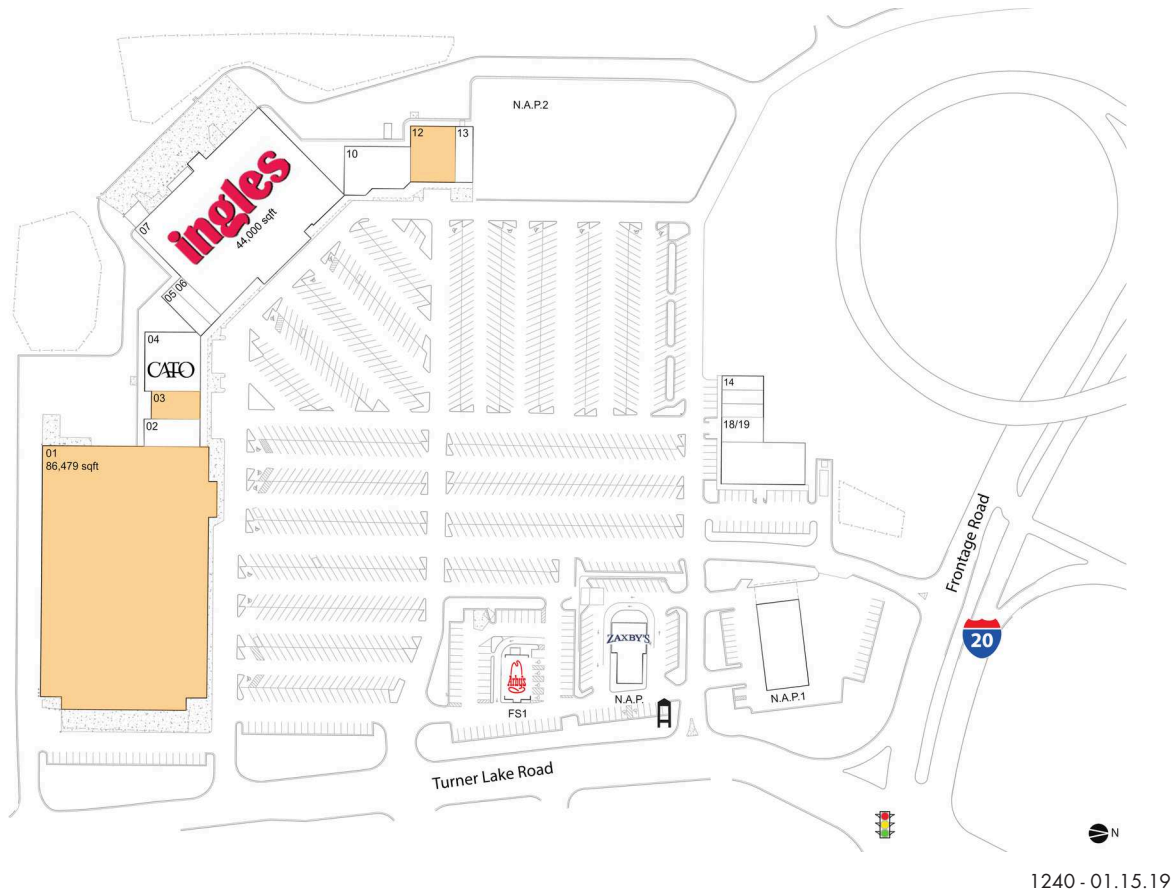 N.A.P.2
12
13
10
ingles
44,000 sqft
07
05 06
04
CATO
03
02
01
86,479 sqft
14
18/19
Frontage Road
20
ZAXBY'S
Arby's
FS1
N.A.P.
N.A.P.1
Turner Lake Road
N
1240 - 01.15.19